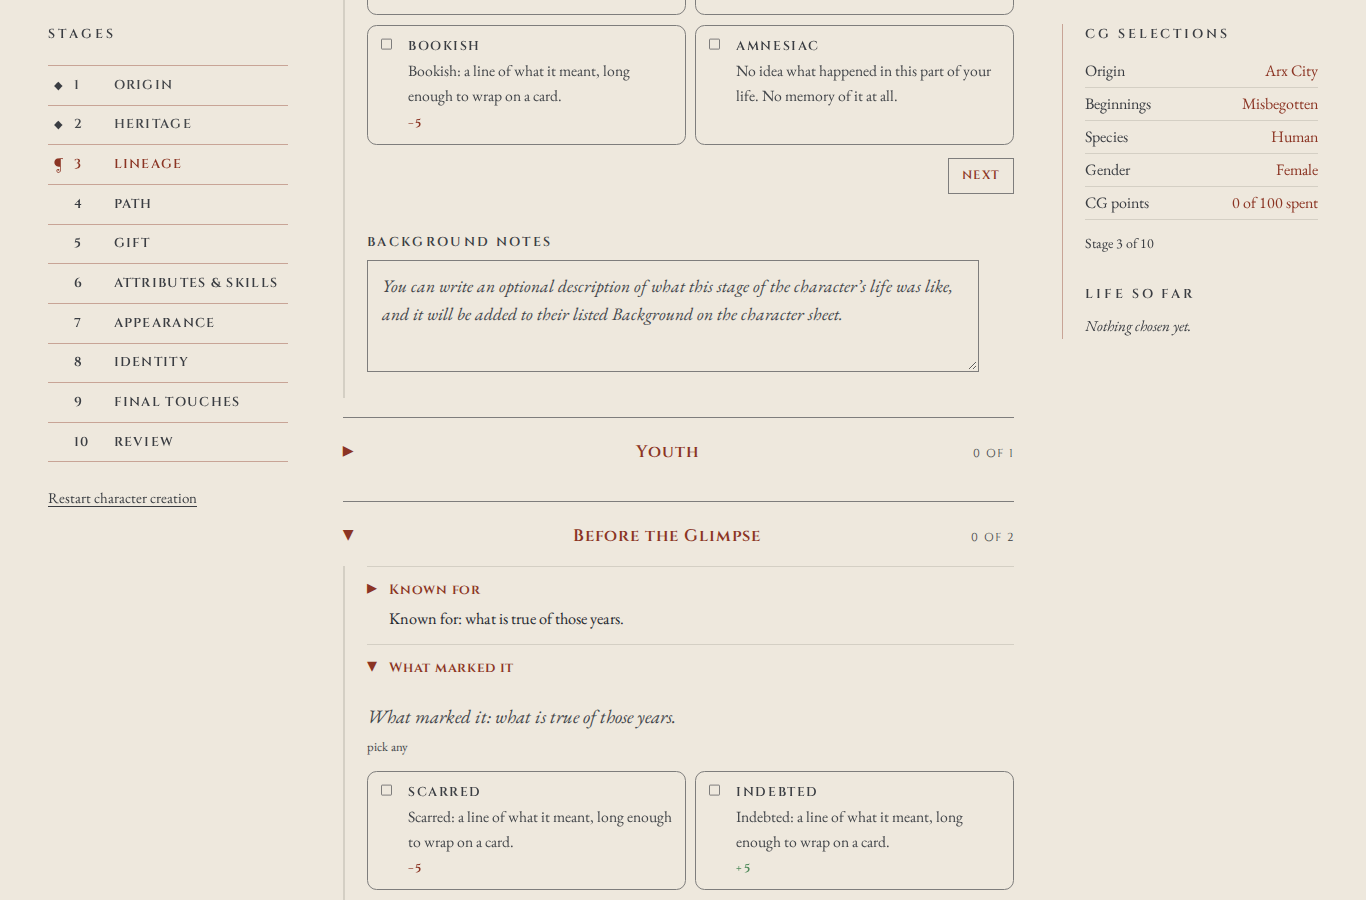 STAGES
◆ 1 ORIGIN
◆ 2 HERITAGE
¶ 3 LINEAGE
4 PATH
5 GIFT
6 ATTRIBUTES & SKILLS
7 APPEARANCE
8 IDENTITY
9 FINAL TOUCHES
10 REVIEW
Restart character creation
BOOKISH
Bookish: a line of what it meant, long
enough to wrap on a card.
−5
AMNESIAC
No idea what happened in this part of your
life. No memory of it at all.
NEXT
BACKGROUND NOTES
You can write an optional description of what this stage of the character’s life was like,
and it will be added to their listed Background on the character sheet.
▶ Youth 0 OF 1
▼ Before the Glimpse 0 OF 2
▶ Known for
Known for: what is true of those years.
▼ What marked it
What marked it: what is true of those years.
pick any
SCARRED
Scarred: a line of what it meant, long enough
to wrap on a card.
−5
INDEBTED
Indebted: a line of what it meant, long
enough to wrap on a card.
+5
CG SELECTIONS
Origin Arx City
Beginnings Misbegotten
Species Human
Gender Female
CG points 0 of 100 spent
Stage 3 of 10
LIFE SO FAR
Nothing chosen yet.